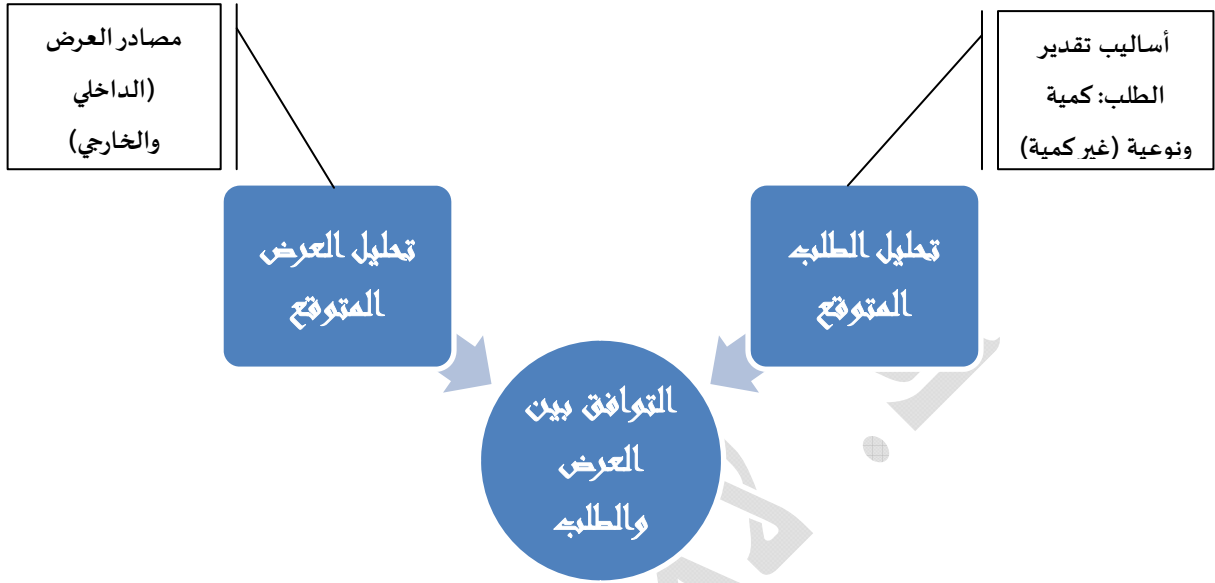 أساليب تقدير
الطلب: كمية
ونوعية (غير كمية)
مصادر العرض
(الداخلي
والخارجي)
تحليل الطلب
المتوقع
تحليل العرض
المتوقع
التوافق بين
العرض
والطلب